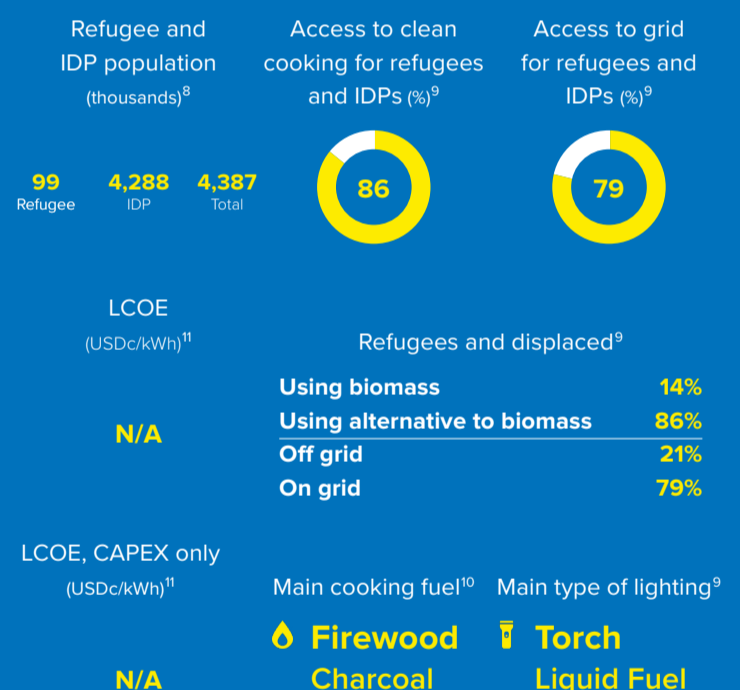 Refugee and
IDP population
(thousands)8
99 4,288 4,387
Refugee IDP Total
Access to clean
cooking for refugees
and IDPs (%)9
86
Access to grid
for refugees and
IDPs (%)9
79
LCOE
(USDc/kWh)11
N/A
Refugees and displaced9
Using biomass 14%
Using alternative to biomass 86%
Off grid 21%
On grid 79%
LCOE, CAPEX only
(USDc/kWh)11
N/A
Main cooking fuel10
Firewood
Charcoal
Main type of lighting9
Torch
Liquid Fuel